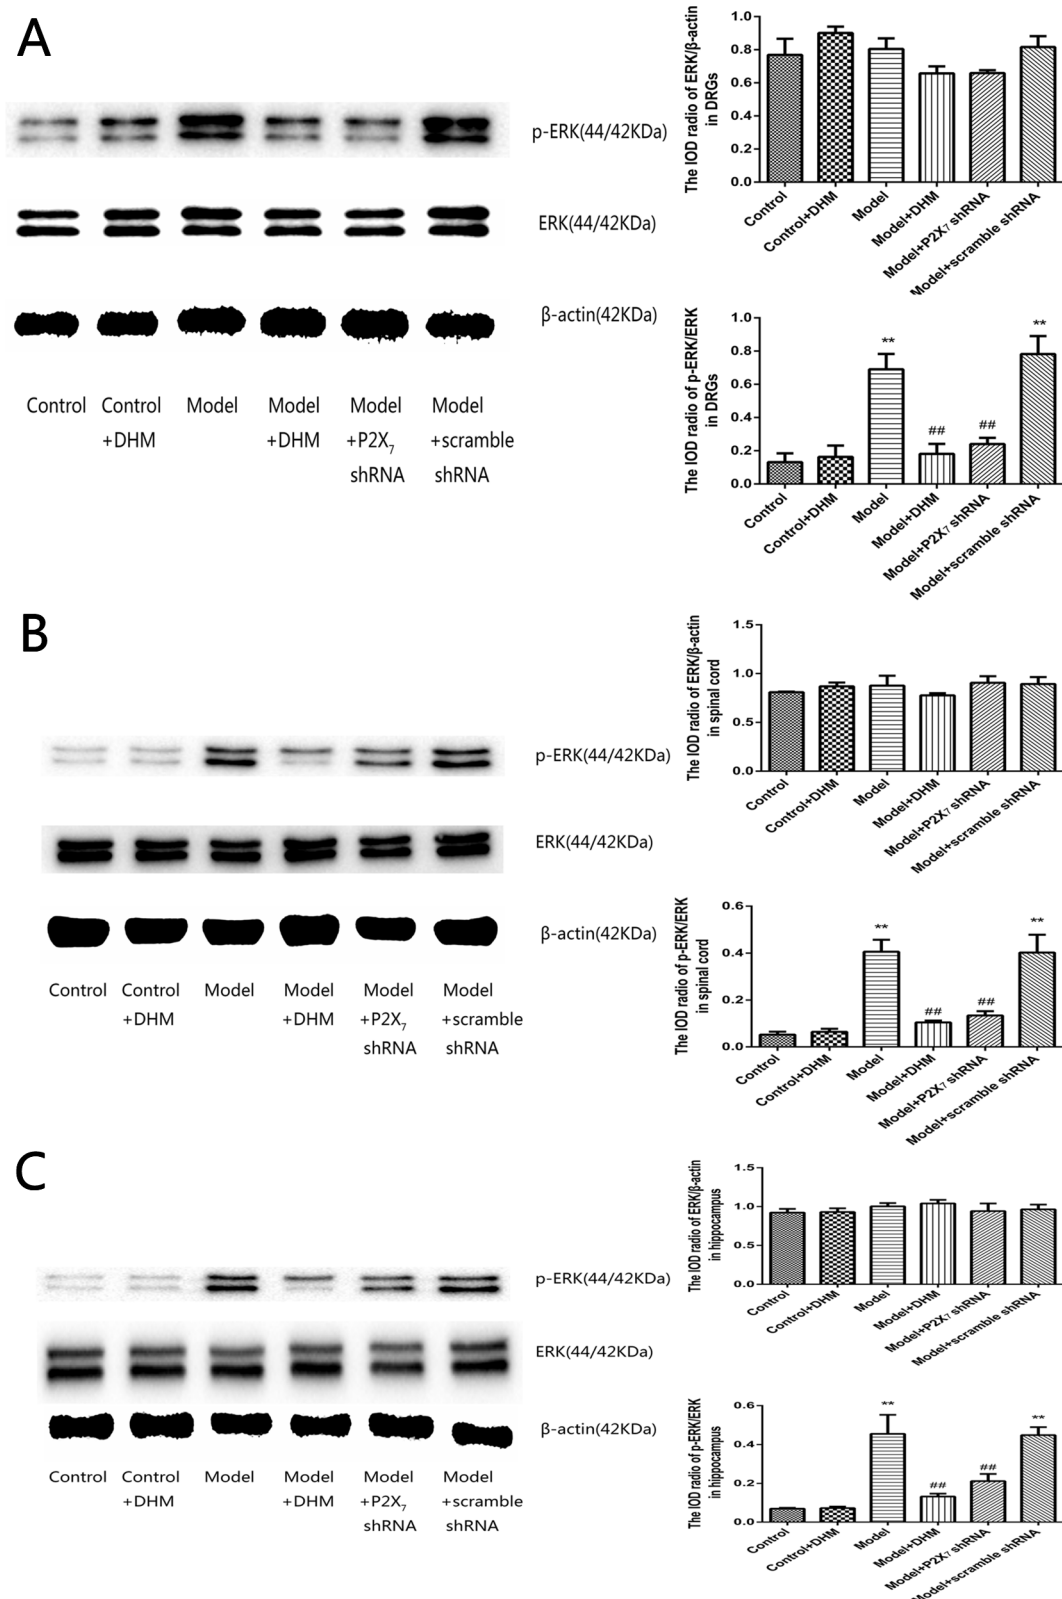 A
p-ERK(44/42KDa)
ERK(44/42KDa)
β-actin(42KDa)
Control Control Model Model Model Model
+DHM +DHM +P2X7 +scramble
shRNA shRNA
The IOD radio of ERK/β-actin
in DRGs
1.0
0.8
0.6
0.4
0.2
0.0
Control
Control+DHM
Model
Model+DHM
Model+P2X7 shRNA
Model+scramble shRNA
The IOD radio of p-ERK/ERK
in DRGs
1.0
0.8
0.6
0.4
0.2
0.0
** ## ## **
Control
Control+DHM
Model
Model+DHM
Model+P2X7 shRNA
Model+scramble shRNA
B
p-ERK(44/42KDa)
ERK(44/42KDa)
β-actin(42KDa)
Control Control Model Model Model Model
+DHM +DHM +P2X7 +scramble
shRNA shRNA
The IOD radio of ERK/β-actin
in spinal cord
1.5
1.0
0.5
0.0
Control
Control+DHM
Model
Model+DHM
Model+P2X7 shRNA
Model+scramble shRNA
The IOD radio of p-ERK/ERK
in spinal cord
0.6
0.4
0.2
0.0
** ## ## **
Control
Control+DHM
Model
Model+DHM
Model+P2X7 shRNA
Model+scramble shRNA
C
p-ERK(44/42KDa)
ERK(44/42KDa)
β-actin(42KDa)
Control Control Model Model Model Model
+DHM +DHM +P2X7 +scramble
shRNA shRNA
The IOD radio of ERK/β-actin
in hippocampus
1.5
1.0
0.5
0.0
Control
Control+DHM
Model
Model+DHM
Model+P2X7 shRNA
Model+scramble shRNA
The IOD radio of p-ERK/ERK
in hippocampus
0.6
0.4
0.2
0.0
** ## ## **
Control
Control+DHM
Model
Model+DHM
Model+P2X7 shRNA
Model+scramble shRNA